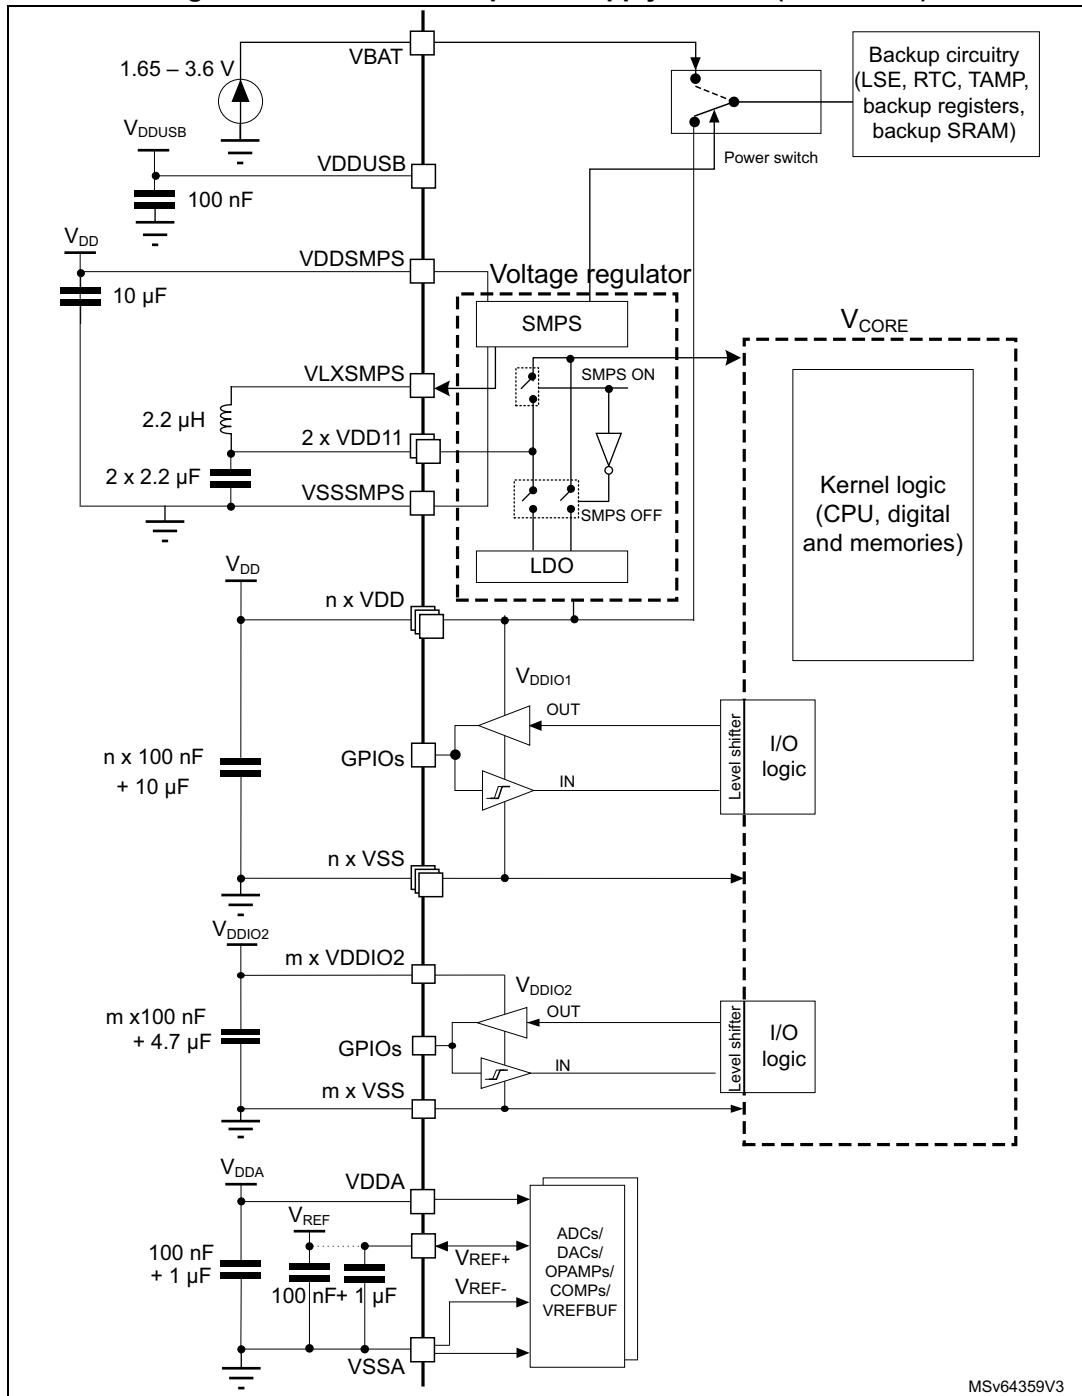 VBAT
1.65 – 3.6 V
Backup circuitry
(LSE, RTC, TAMP,
backup registers,
backup SRAM)
Power switch
VDDUSB
VDDUSB
100 nF
VDD
VDDSMPS
10 µF
Voltage regulator
SMPS
VCORE
VLXSMPS
SMPS ON
2.2 µH
2 x VDD11
2 x 2.2 µF
VSSSMPS
SMPS OFF
LDO
Kernel logic
(CPU, digital
and memories)
VDD
n x VDD
VDDIO1
OUT
GPIOs
IN
Level shifter
I/O
logic
n x 100 nF
+ 10 µF
n x VSS
VDDIO2
m x VDDIO2
VDDIO2
OUT
m x100 nF
+ 4.7 µF
GPIOs
IN
Level shifter
I/O
logic
m x VSS
VDDA
VDDA
VREF
100 nF
+ 1 µF
100 nF+ 1 µF
VREF+
VREF-
ADCs/
DACs/
OPAMPs/
COMPs/
VREFBUF
VSSA
MSv64359V3